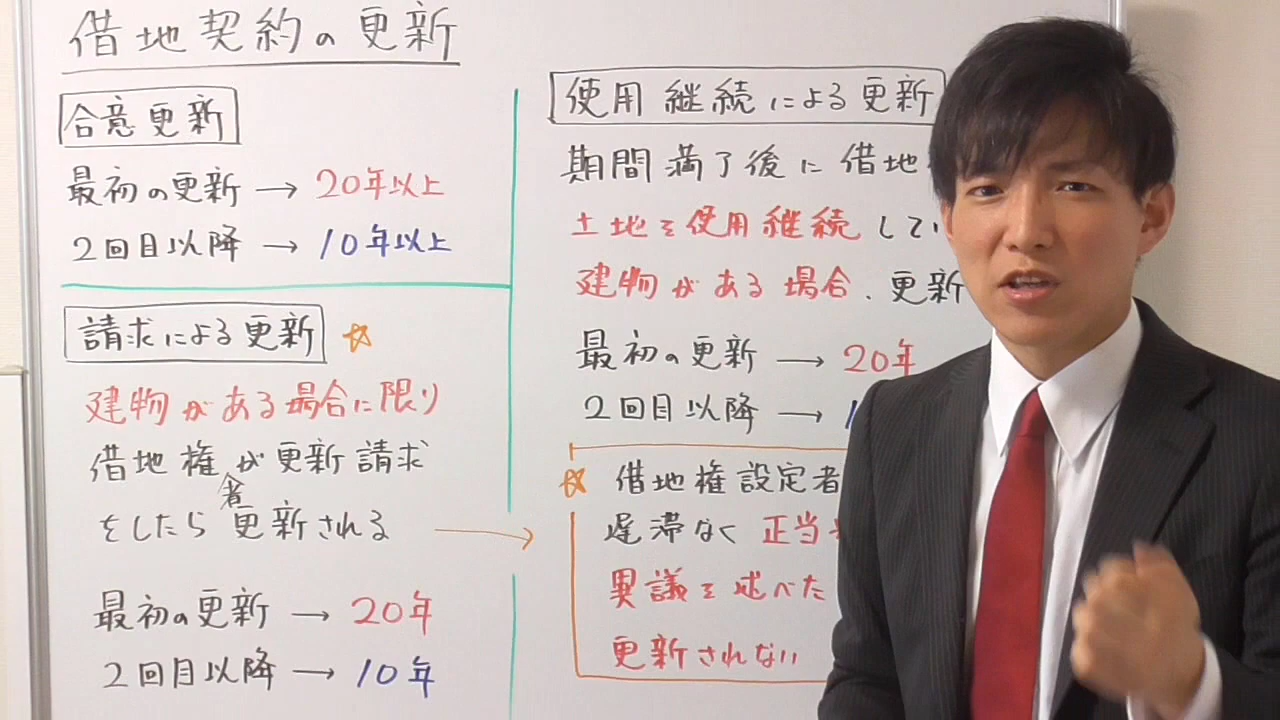 借地契約の更新
合意更新
最初の更新 → 20年以上
2回目以降 → 10年以上
請求による更新 ☆
建物がある場合に限り
借地権者が更新請求
をしたら更新される
最初の更新 → 20年
2回目以降 → 10年
使用継続による更新
期間満了後に借地
土地を使用継続してい
建物がある場合、更新
最初の更新 → 20年
2回目以降 → 1
☆ 借地権設定者
遅滞なく正当
異議を述べた
更新されない